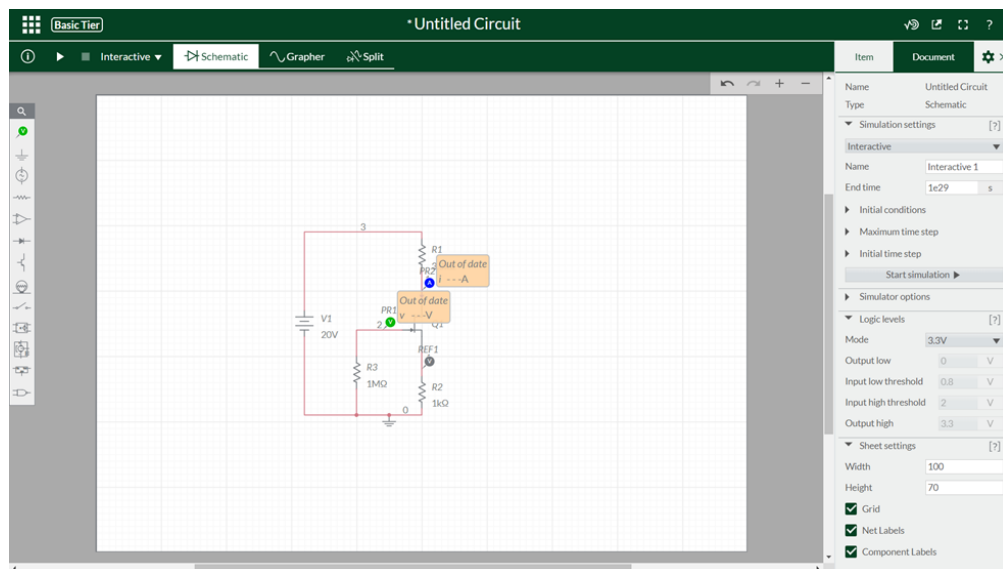 Basic Tier
*Untitled Circuit
?
Interactive
Schematic
Grapher
Split
Item
Document
Name Untitled Circuit
Type Schematic
Simulation settings [?]
Interactive
Name Interactive 1
End time 1e29 s
Initial conditions
Maximum time step
Initial time step
Start simulation
Simulator options
Logic levels [?]
Mode 3.3V
Output low 0 V
Input low threshold 0.8 V
Input high threshold 2 V
Output high 3.3 V
Sheet settings [?]
Width 100
Height 70
Grid
Net Labels
Component Labels
3
R1
PR2
A
Out of date
i ---A
Out of date
v ---V
PR1
V
2
Q1
V1
20V
REF1
V
R3
1MΩ
R2
1kΩ
0